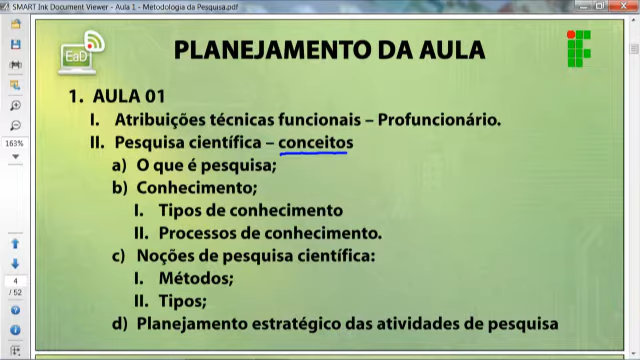 SMART Ink Document Viewer - Aula 1 - Metodologia da Pesquisa.pdf
EaD
PLANEJAMENTO DA AULA
1. AULA 01
I. Atribuições técnicas funcionais – Profuncionário.
II. Pesquisa científica – conceitos
a) O que é pesquisa;
b) Conhecimento;
I. Tipos de conhecimento
II. Processos de conhecimento.
c) Noções de pesquisa científica:
I. Métodos;
II. Tipos;
d) Planejamento estratégico das atividades de pesquisa
163%
4
/ 52